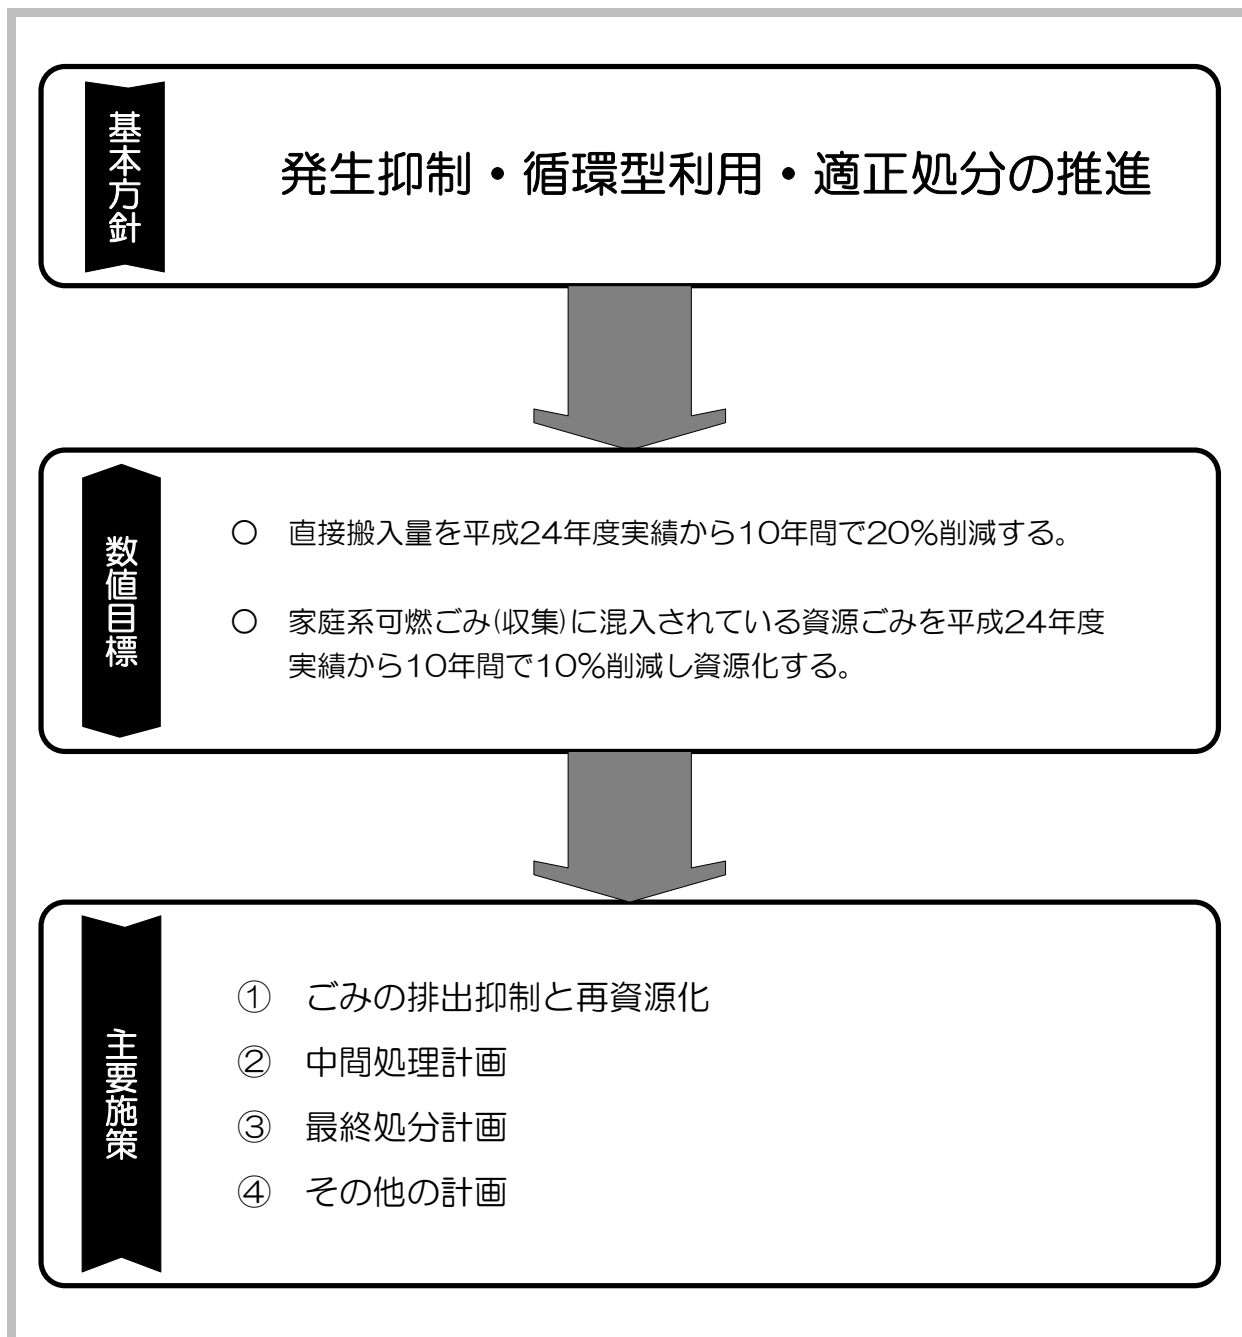 基本方針
発生抑制・循環型利用・適正処分の推進
数値目標
○ 直接搬入量を平成24年度実績から10年間で20%削減する。
○ 家庭系可燃ごみ(収集)に混入されている資源ごみを平成24年度
実績から10年間で10%削減し資源化する。
主要施策
① ごみの排出抑制と再資源化
② 中間処理計画
③ 最終処分計画
④ その他の計画